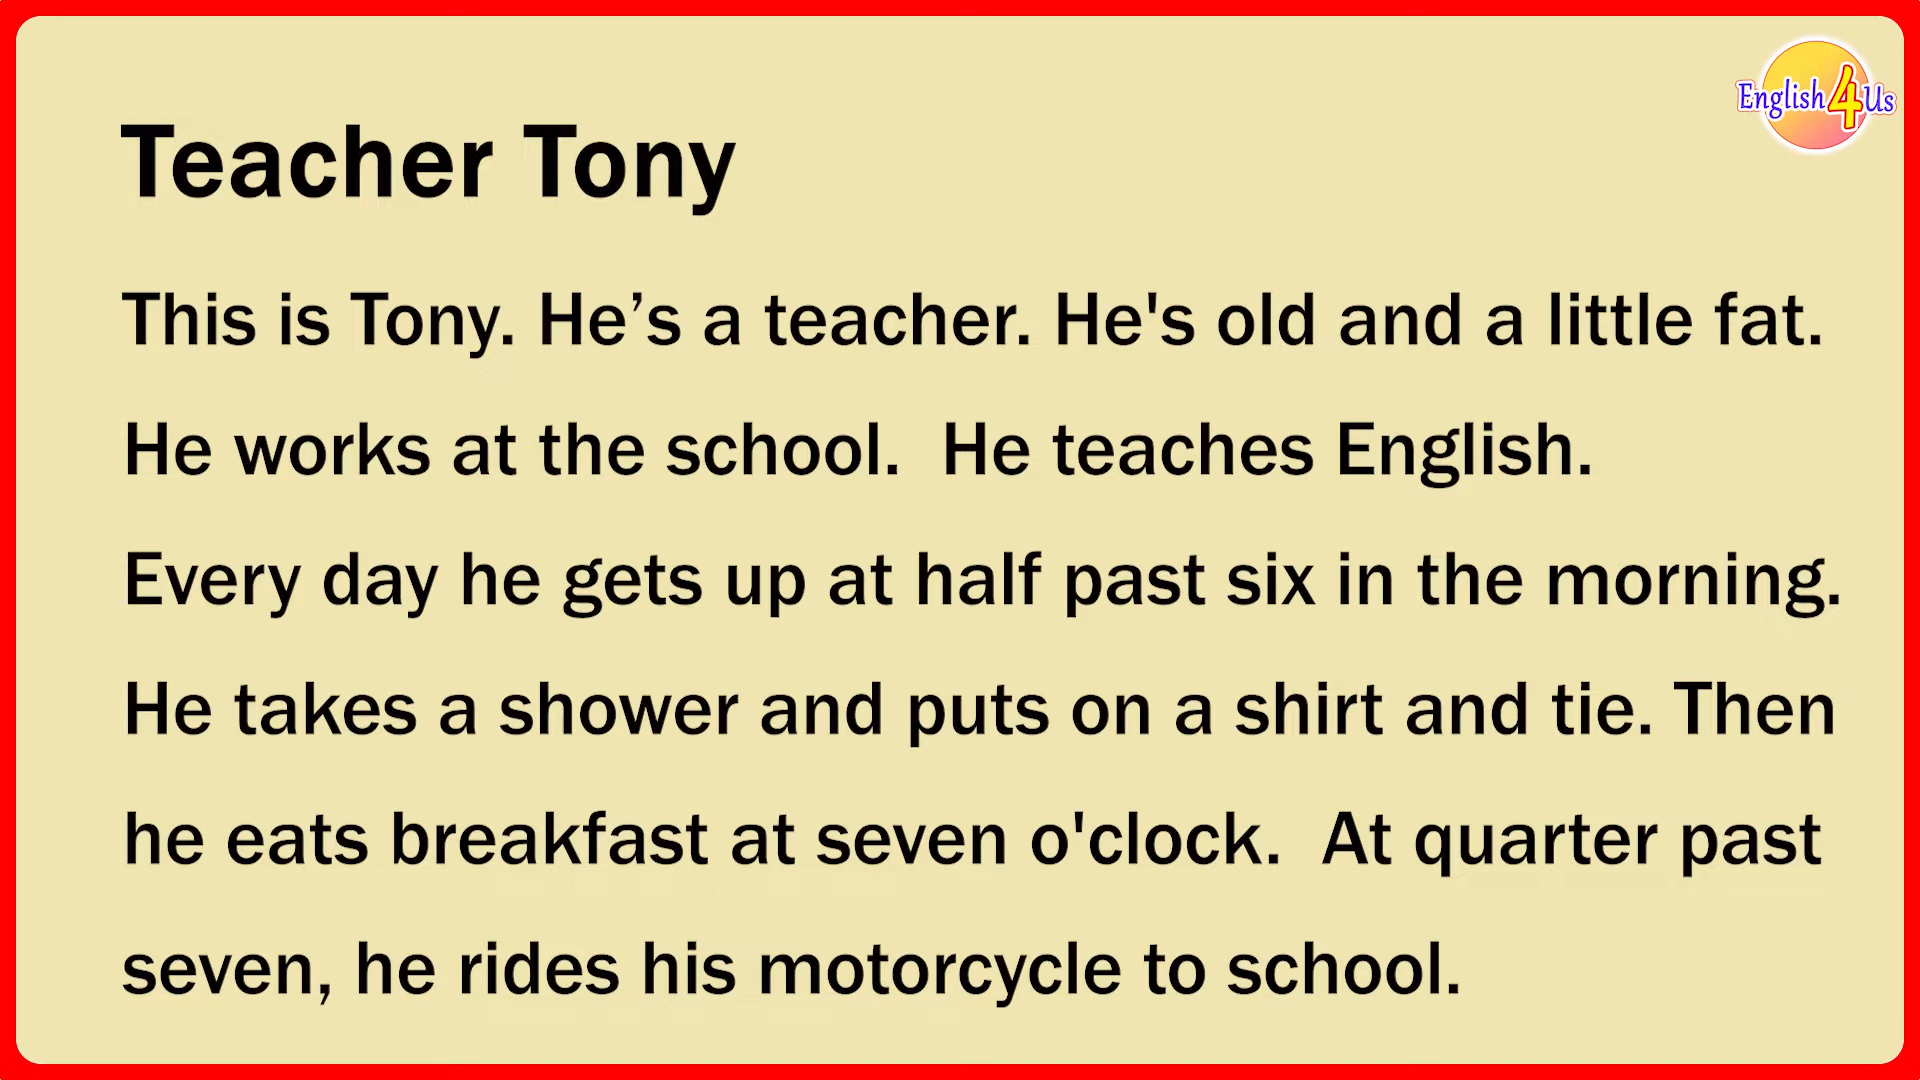 English4Us
Teacher Tony
This is Tony. He’s a teacher. He's old and a little fat.
He works at the school.  He teaches English.
Every day he gets up at half past six in the morning.
He takes a shower and puts on a shirt and tie. Then
he eats breakfast at seven o'clock.  At quarter past
seven, he rides his motorcycle to school.